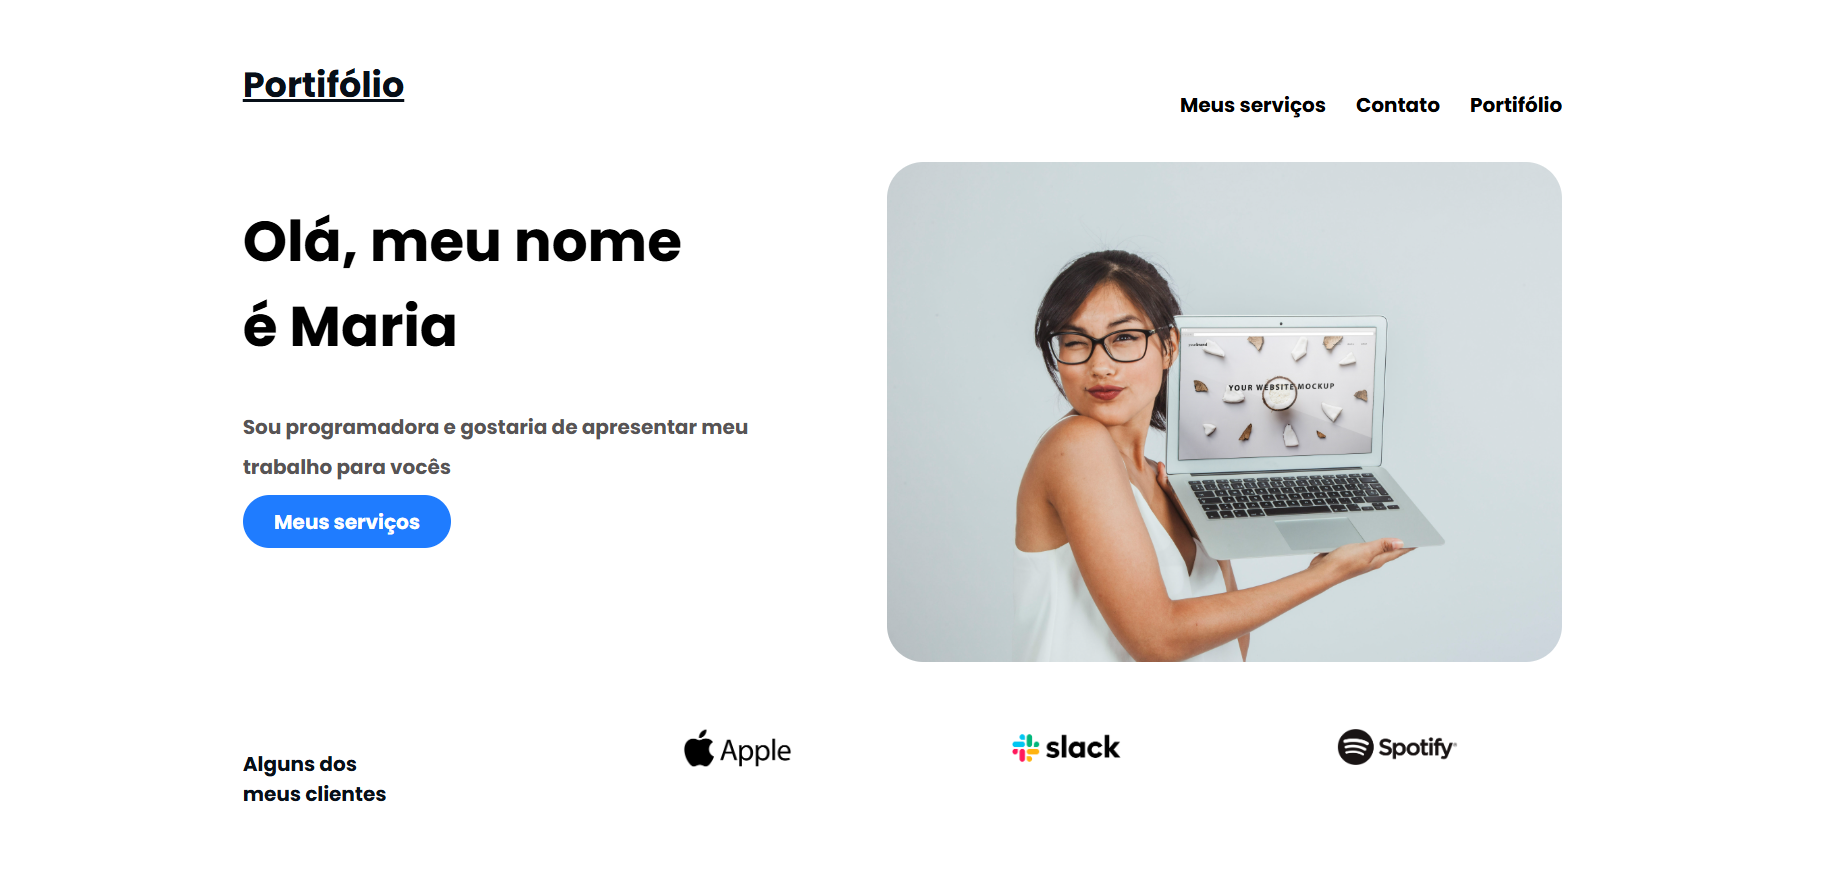 Portifólio
Meus serviços Contato Portifólio
Olá, meu nome
é Maria
Sou programadora e gostaria de apresentar meu
trabalho para vocês
Meus serviços
YOUR WEBSITE MOCKUP
Alguns dos
meus clientes
Apple
slack
Spotify